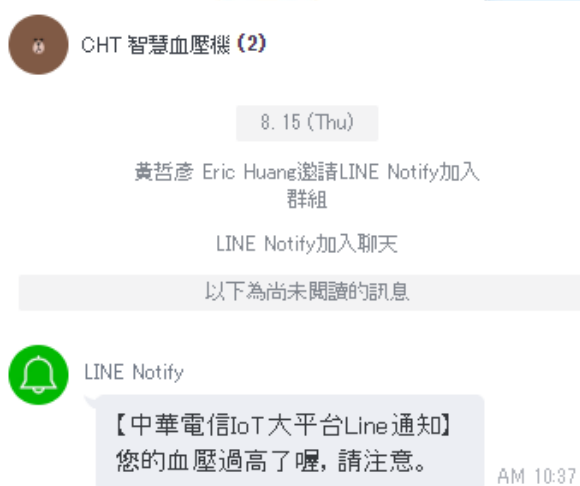 CHT 智慧血壓機 (2)
8. 15 (Thu)
黃哲彥 Eric Huang邀請LINE Notify加入
群組
LINE Notify加入聊天
以下為尚未閱讀的訊息
LINE Notify
【中華電信IoT大平台Line通知】
您的血壓過高了喔, 請注意。
AM 10:37